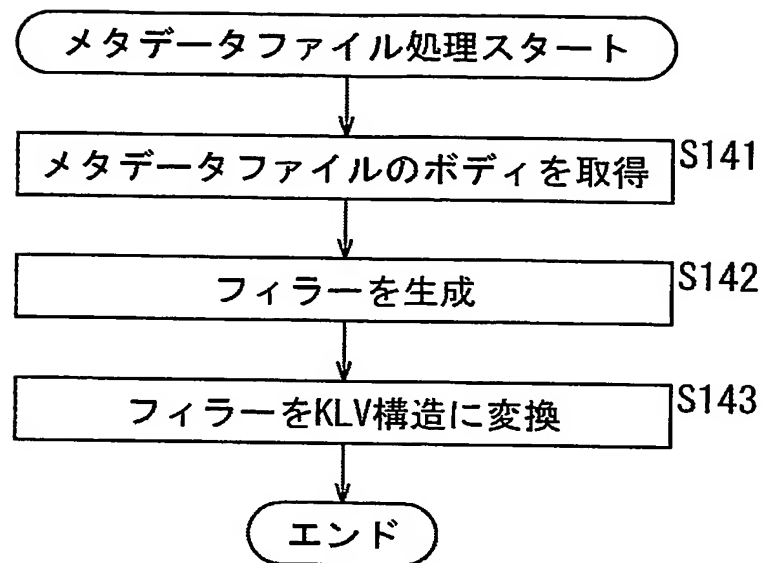 メタデータファイル処理スタート
メタデータファイルのボディを取得 S141
フィラーを生成 S142
フィラーをKLV構造に変換 S143
エンド